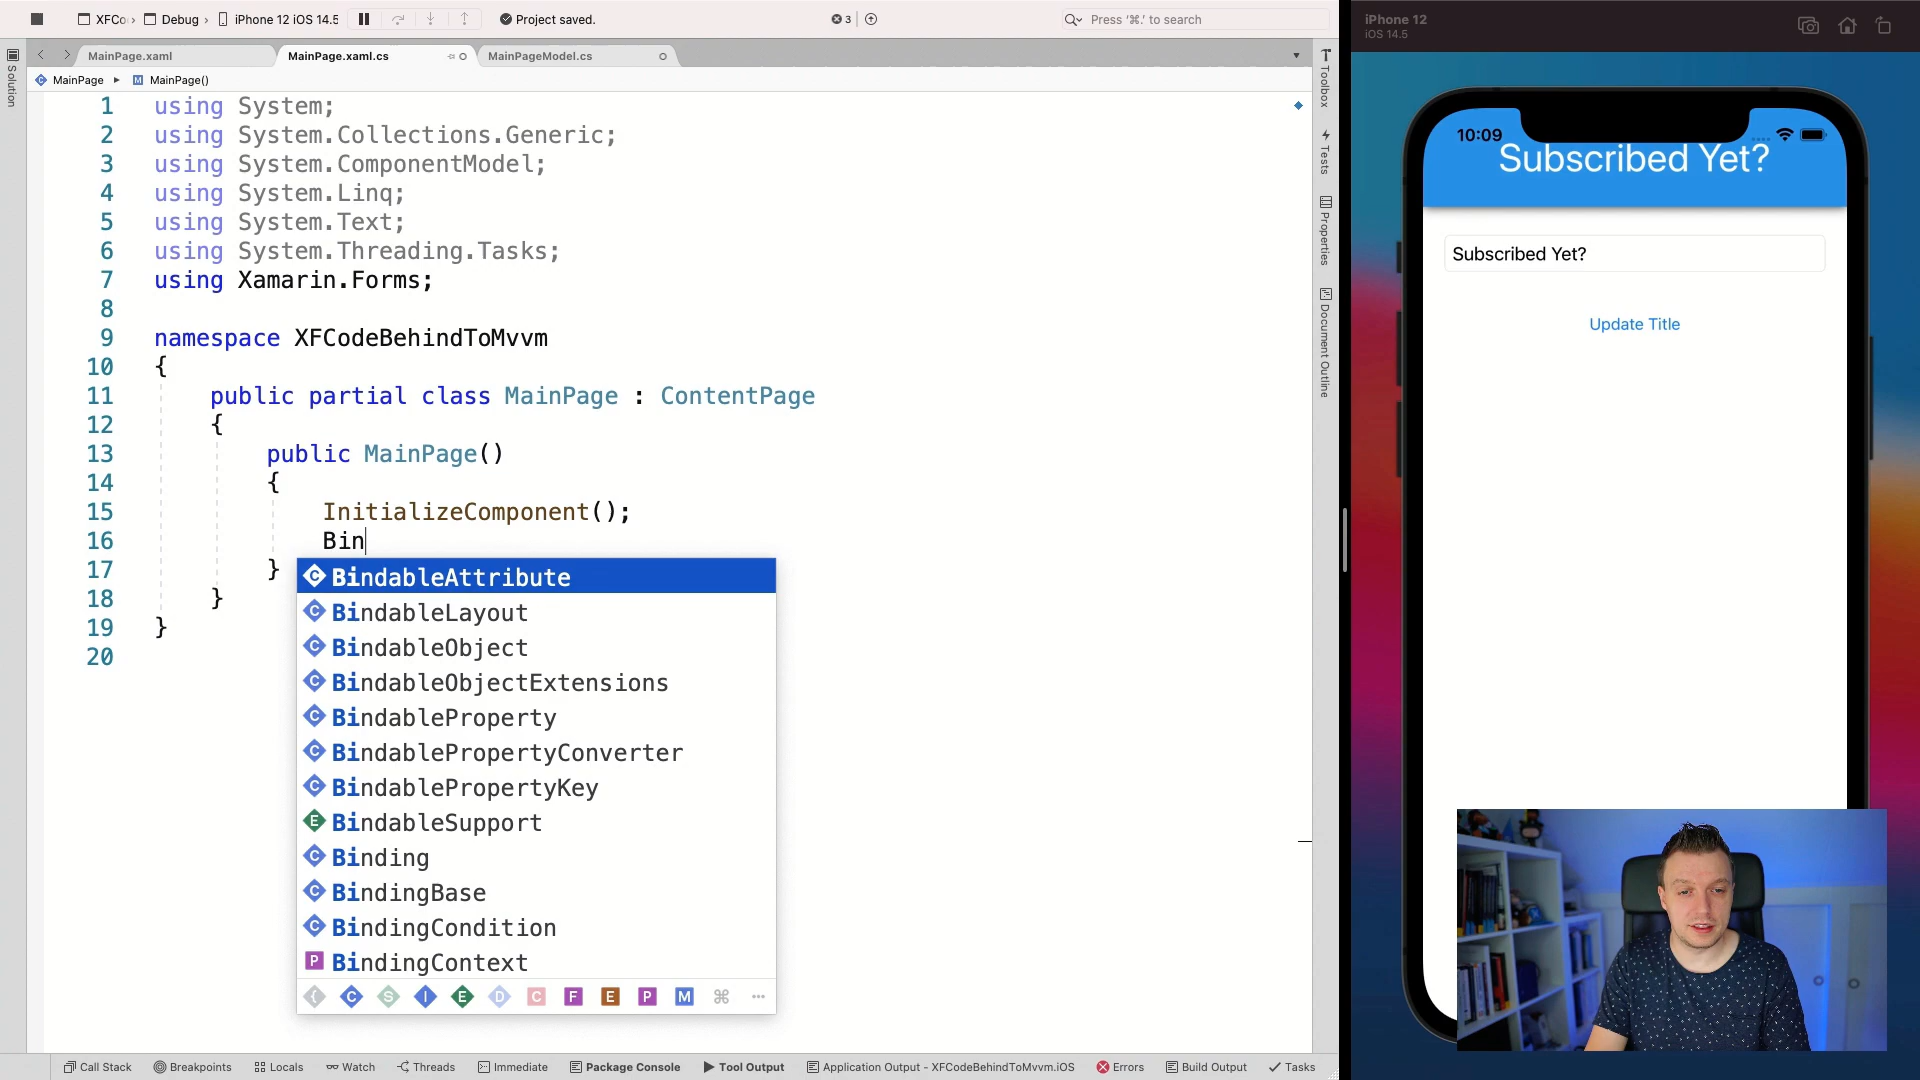 XFCo › Debug › iPhone 12 iOS 14.5 Project saved. 3 Press '⌘.' to search
MainPage.xaml MainPage.xaml.cs MainPageModel.cs
MainPage ▸ M MainPage()
Solution
1 using System;
2 using System.Collections.Generic;
3 using System.ComponentModel;
4 using System.Linq;
5 using System.Text;
6 using System.Threading.Tasks;
7 using Xamarin.Forms;
8
9 namespace XFCodeBehindToMvvm
10 {
11 public partial class MainPage : ContentPage
12 {
13 public MainPage()
14 {
15 InitializeComponent();
16 Bin
17 }
18 }
19 }
20
C BindableAttribute
C BindableLayout
C BindableObject
C BindableObjectExtensions
C BindableProperty
C BindablePropertyConverter
C BindablePropertyKey
E BindableSupport
C Binding
C BindingBase
C BindingCondition
P BindingContext
{ C S I E D C F E P M ⌘ ···
Toolbox
Tests
Properties
Document Outline
Call Stack Breakpoints Locals Watch Threads Immediate Package Console Tool Output Application Output - XFCodeBehindToMvvm.iOS Errors Build Output Tasks
iPhone 12
iOS 14.5
10:09
Subscribed Yet?
Subscribed Yet?
Update Title